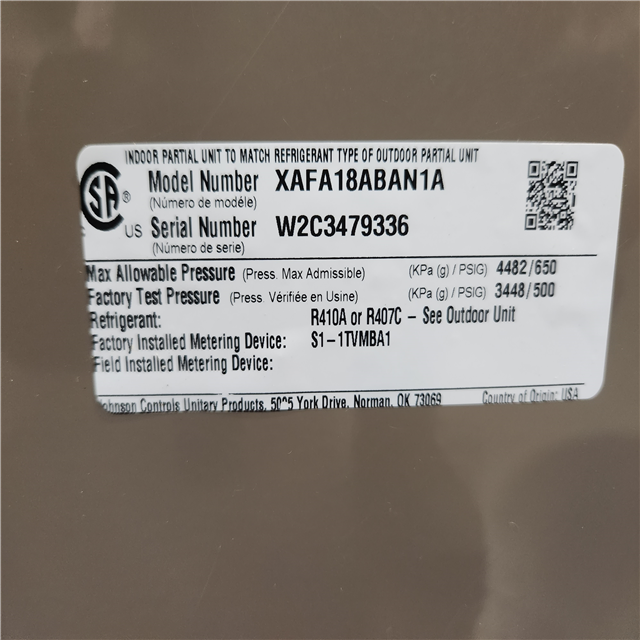 INDOOR PARTIAL UNIT TO MATCH REFRIGERANT TYPE OF OUTDOOR PARTIAL UNIT
SA ®
US
Model Number XAFA18ABAN1A
(Número de modéle)
Serial Number W2C3479336
(Número de serie)
Max Allowable Pressure (Press. Max Admissible) (KPa (g) / PSIG) 4482/650
Factory Test Pressure (Press. Vérifiée en Usine) (KPa (g) / PSIG) 3448/500
Refrigerant: R410A or R407C - See Outdoor Unit
Factory Installed Metering Device: S1-1TVMBA1
Field Installed Metering Device:
Johnson Controls Unitary Products, York Drive, Norman, OK 73069 Country of Origin: USA